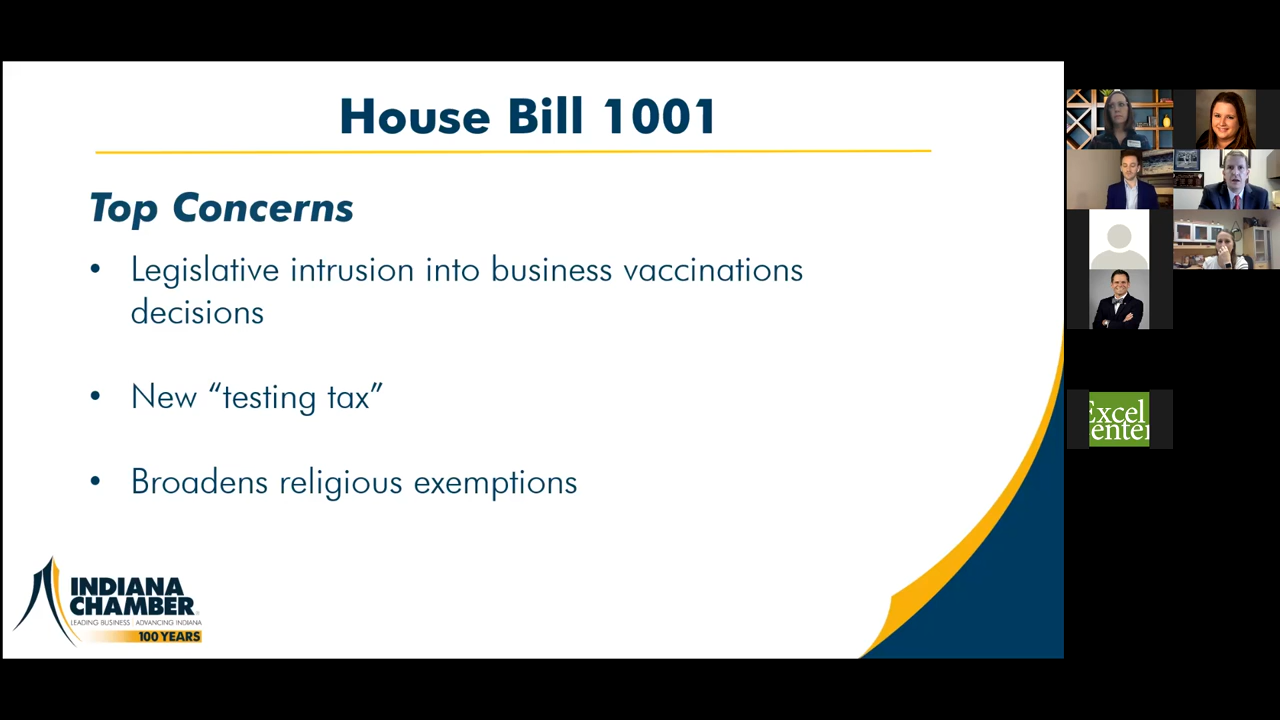 House Bill 1001
Top Concerns
• Legislative intrusion into business vaccinations
decisions
• New “testing tax”
• Broadens religious exemptions
INDIANA
CHAMBER
LEADING BUSINESS | ADVANCING INDIANA
100 YEARS
Excel